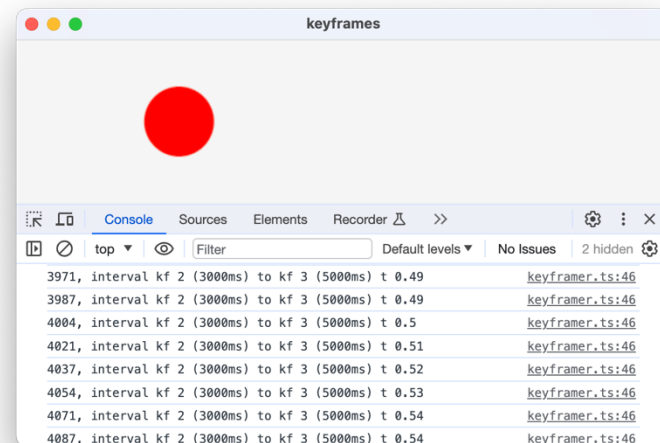 keyframes
Console Sources Elements Recorder >>
top ▼ Filter Default levels ▼ No Issues 2 hidden
3971, interval kf 2 (3000ms) to kf 3 (5000ms) t 0.49 keyframer.ts:46
3987, interval kf 2 (3000ms) to kf 3 (5000ms) t 0.49 keyframer.ts:46
4004, interval kf 2 (3000ms) to kf 3 (5000ms) t 0.5 keyframer.ts:46
4021, interval kf 2 (3000ms) to kf 3 (5000ms) t 0.51 keyframer.ts:46
4037, interval kf 2 (3000ms) to kf 3 (5000ms) t 0.52 keyframer.ts:46
4054, interval kf 2 (3000ms) to kf 3 (5000ms) t 0.53 keyframer.ts:46
4071, interval kf 2 (3000ms) to kf 3 (5000ms) t 0.54 keyframer.ts:46
4087, interval kf 2 (3000ms) to kf 3 (5000ms) t 0.54 keyframer.ts:46